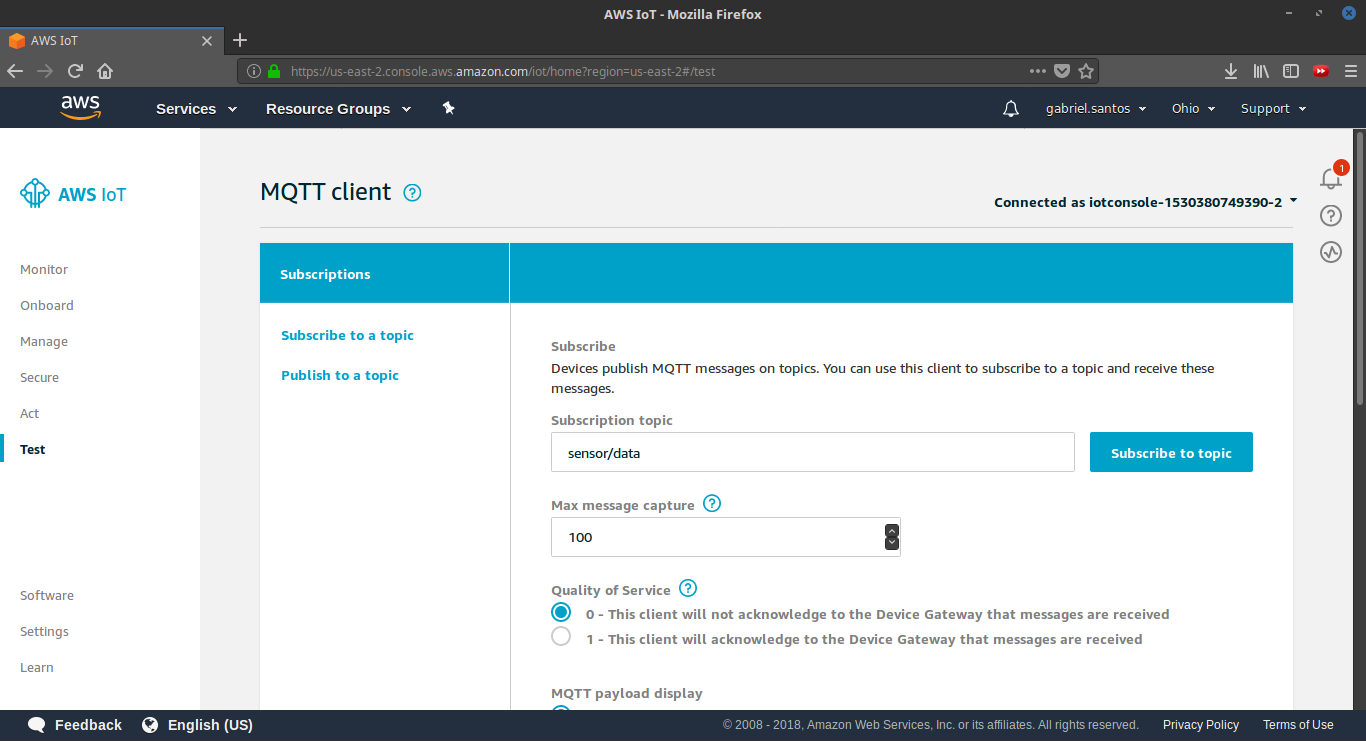 AWS IoT - Mozilla Firefox
AWS IoT
https://us-east-2.console.aws.amazon.com/iot/home?region=us-east-2#/test
aws Services Resource Groups gabriel.santos Ohio Support
AWS IoT
Monitor
Onboard
Manage
Secure
Act
Test
Software
Settings
Learn
MQTT client ?
Connected as iotconsole-1530380749390-2
1
?
Subscriptions
Subscribe to a topic
Publish to a topic
Subscribe
Devices publish MQTT messages on topics. You can use this client to subscribe to a topic and receive these
messages.
Subscription topic
sensor/data
Subscribe to topic
Max message capture ?
100
Quality of Service ?
0 - This client will not acknowledge to the Device Gateway that messages are received
1 - This client will acknowledge to the Device Gateway that messages are received
MQTT payload display
Feedback English (US) © 2008 - 2018, Amazon Web Services, Inc. or its affiliates. All rights reserved. Privacy Policy Terms of Use